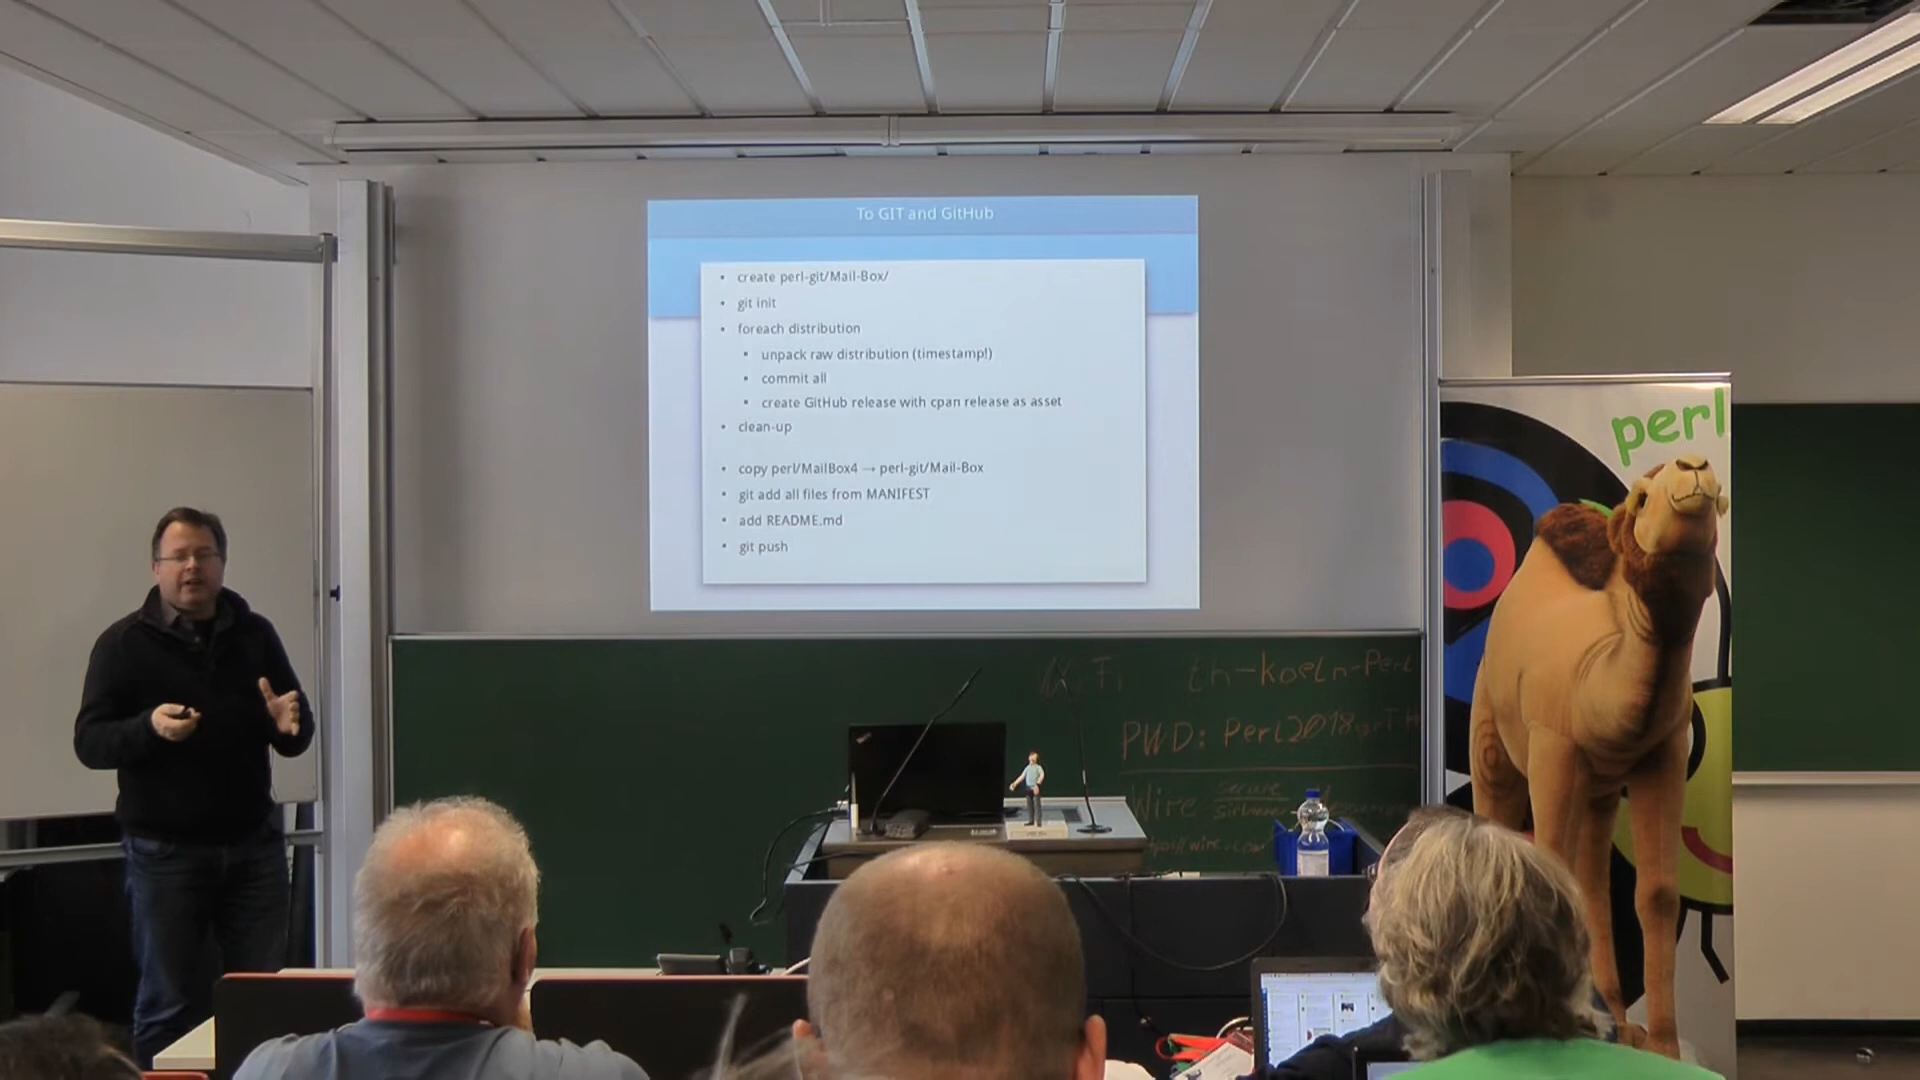 To GIT and GitHub
• create perl-git/Mail-Box/
• git init
• foreach distribution
• unpack raw distribution (timestamp!)
• commit all
• create GitHub release with cpan release as asset
• clean-up
• copy perl/MailBox4 → perl-git/Mail-Box
• git add all files from MANIFEST
• add README.md
• git push
perl
th-koeln-Perl
PWD: Perl2018@TH
Wire secure